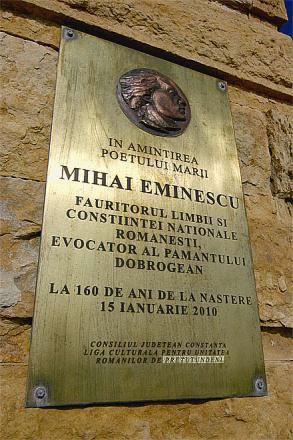 IN AMINTIREA
POETULUI MARII
MIHAI EMINESCU
FAURITORUL LIMBII SI
CONSTIINTEI NATIONALE
ROMANESTI,
EVOCATOR AL PAMANTULUI
DOBROGEAN
LA 160 DE ANI DE LA NASTERE
15 IANUARIE 2010
CONSILIUL JUDETEAN CONSTANTA
LIGA CULTURALA PENTRU UNITATEA
ROMANILOR DE PRETUTUNDENI